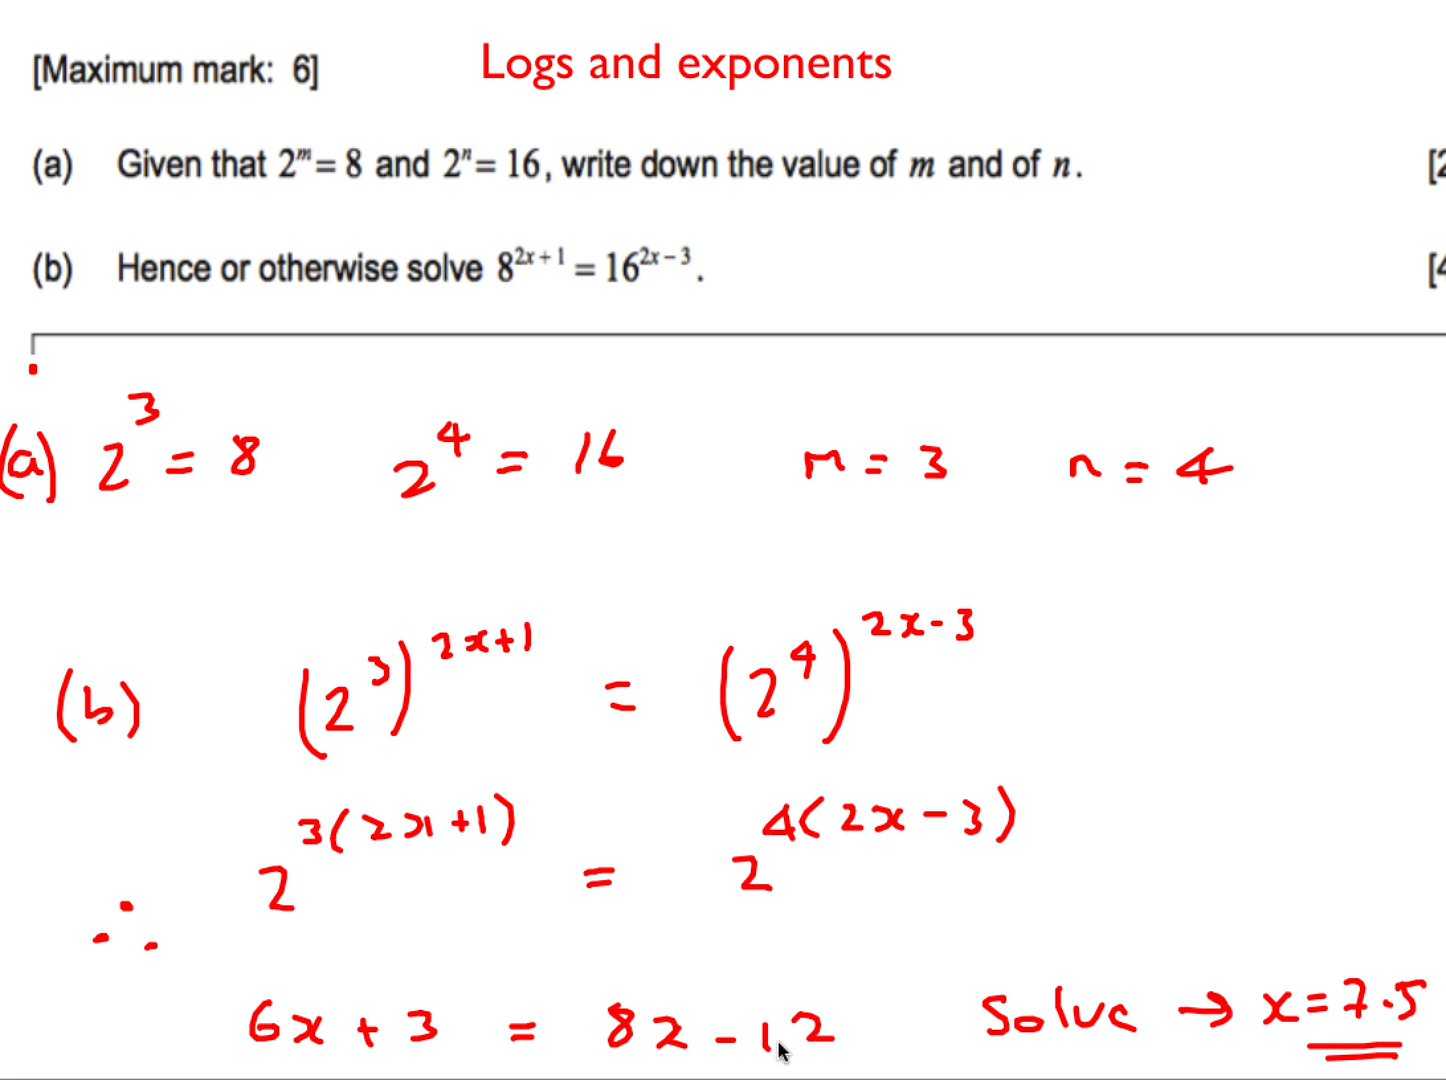 [Maximum mark: 6] Logs and exponents
(a) Given that 2^m = 8 and 2^n = 16, write down the value of m and of n. [2
(b) Hence or otherwise solve 8^(2x+1) = 16^(2x−3). [4
(a) 2^3 = 8 2^4 = 16 m = 3 n = 4
(b) (2^3)^(2x+1) = (2^4)^(2x-3)
∴ 2^(3(2x+1)) = 2^(4(2x-3))
6x + 3 = 8x - 12 Solve → x = 7.5